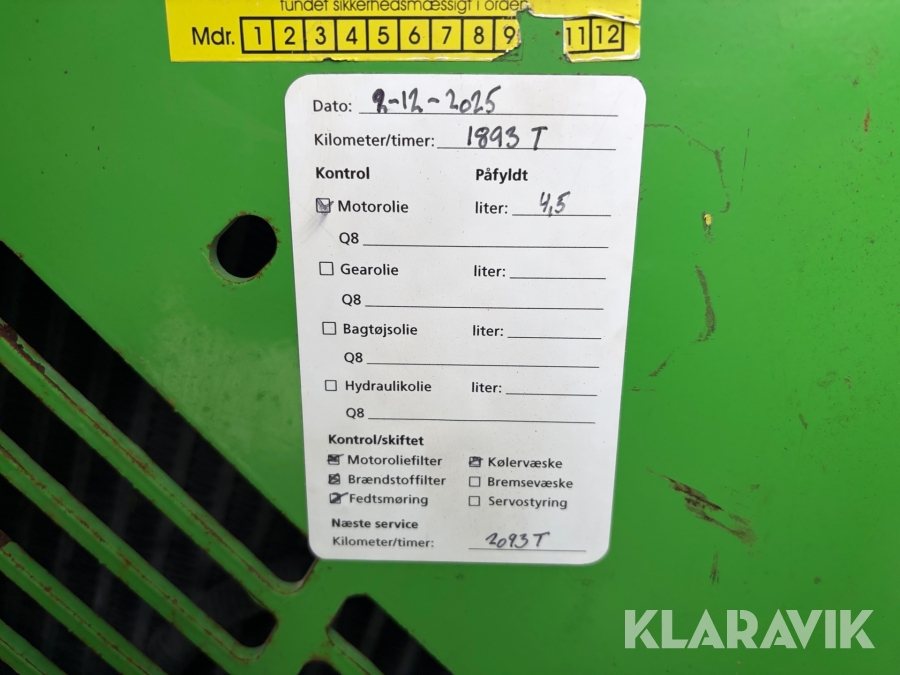 fundet sikkerhedsmæssigt i orden
Mdr. 1 2 3 4 5 6 7 8 9 11 12
Dato: 2-12-2025
Kilometer/timer: 1893 T
Kontrol Påfyldt
Motorolie liter: 4,5
Q8
Gearolie liter:
Q8
Bagtøjsolie liter:
Q8
Hydraulikolie liter:
Q8
Kontrol/skiftet
Motoroliefilter Kølervæske
Brændstoffilter Bremsevæske
Fedtsmøring Servostyring
Næste service
Kilometer/timer: 2093 T
KLARAVIK